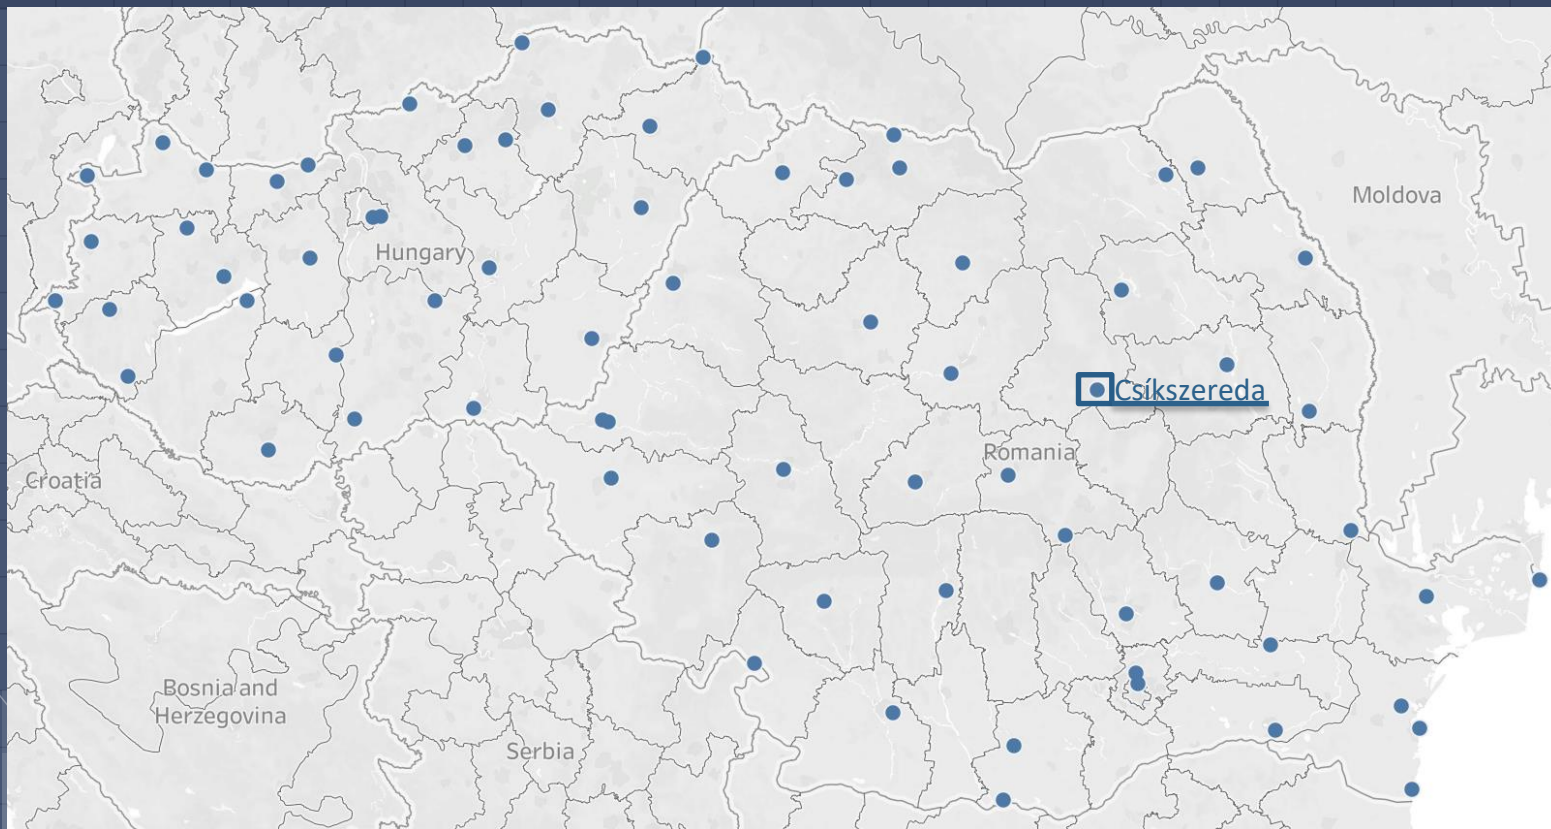 Moldova
Hungary
Csíkszereda
Romania
Croatia
Bosnia and
Herzegovina
Serbia